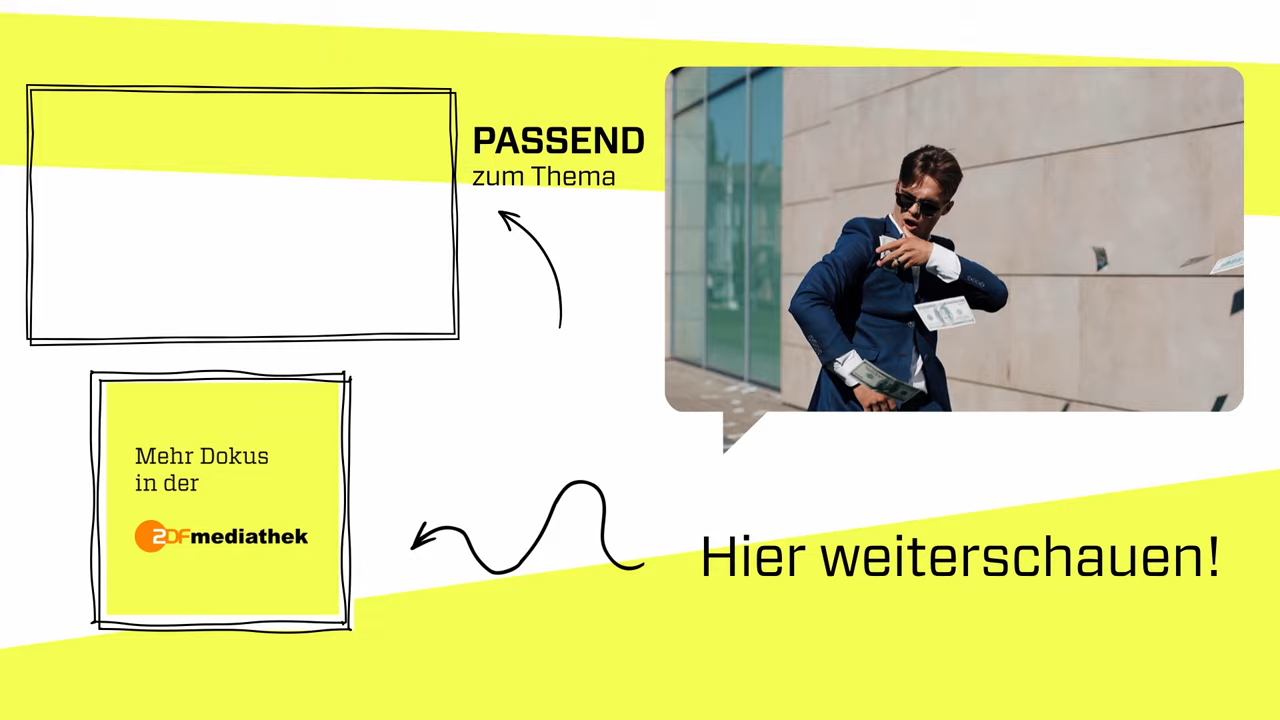 PASSEND
zum Thema
Mehr Dokus
in der
ZDFmediathek
Hier weiterschauen!